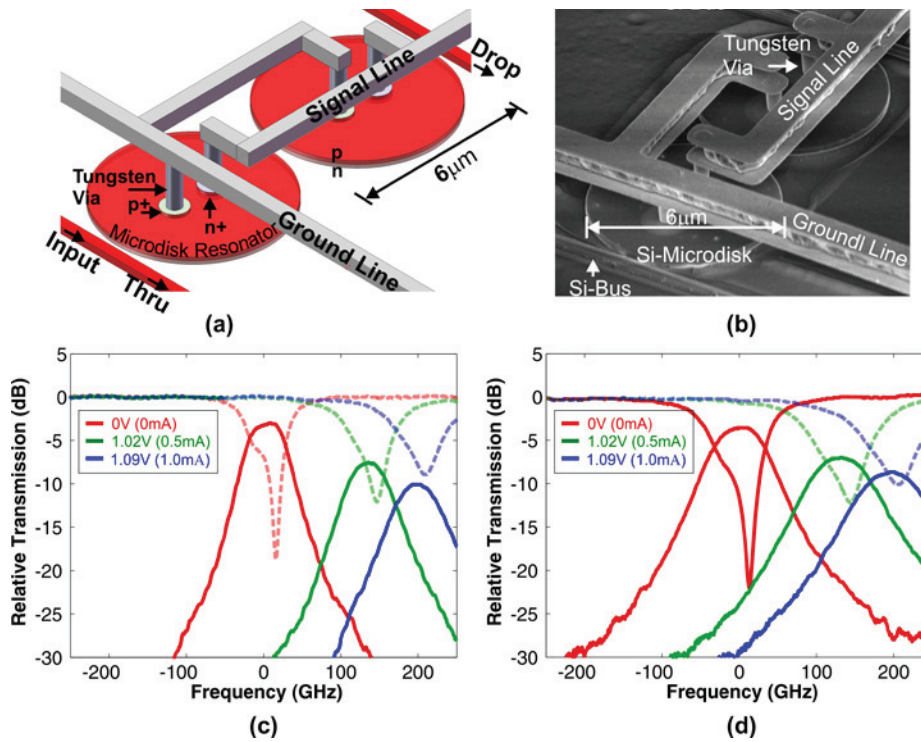 Drop
Signal Line
p
n
6μm
Tungsten
Via
p+
n+
Microdisk Resonator
Ground Line
Input
Thru
(a)
Tungsten
Via
Signal Line
6μm
Si-Microdisk
Groundl Line
Si-Bus
(b)
5
0
-5
-10
-15
-20
-25
-30
Relative Transmission (dB)
0V (0mA)
1.02V (0.5mA)
1.09V (1.0mA)
-200
-100
0
100
200
Frequency (GHz)
(c)
5
0
-5
-10
-15
-20
-25
-30
Relative Transmission (dB)
0V (0mA)
1.02V (0.5mA)
1.09V (1.0mA)
-200
-100
0
100
200
Frequency (GHz)
(d)